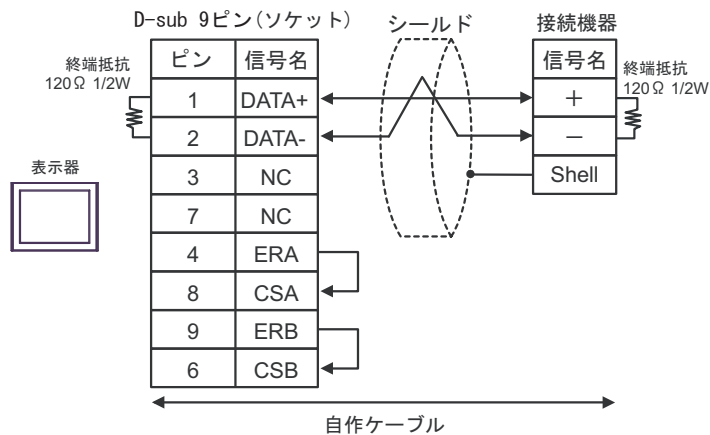 D-sub 9ピン(ソケット)
シールド
接続機器
終端抵抗
120Ω 1/2W
ピン 信号名
1 DATA+
2 DATA-
3 NC
7 NC
4 ERA
8 CSA
9 ERB
6 CSB
信号名
+
−
Shell
終端抵抗
120Ω 1/2W
表示器
自作ケーブル